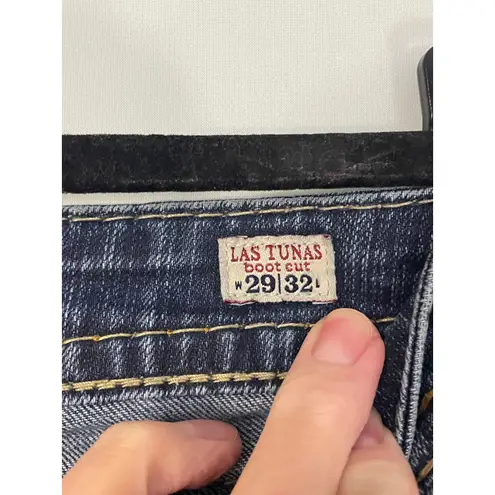 LAS TUNAS
boot cut
W 29|32 L